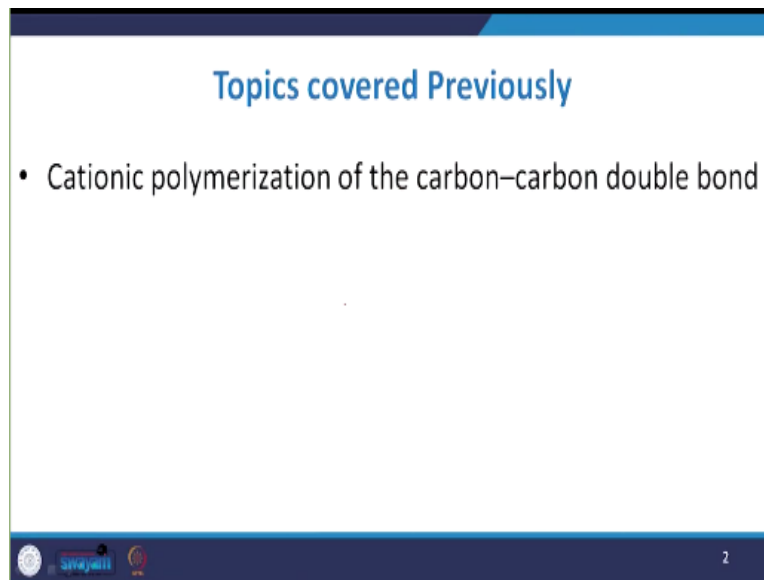 Topics covered Previously
• Cationic polymerization of the carbon–carbon double bond
swayam
2